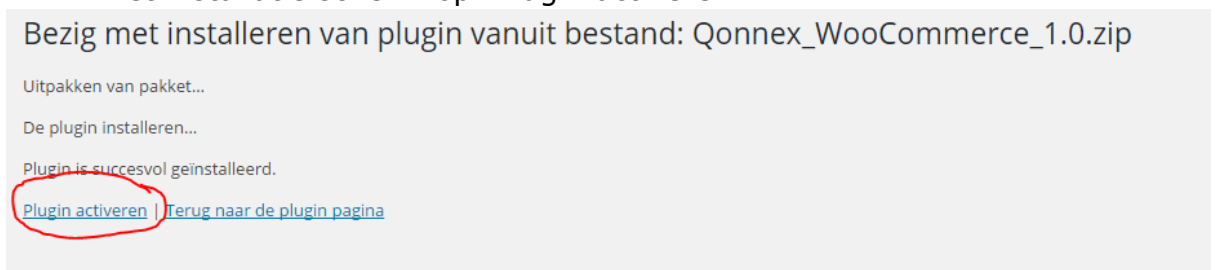 Bezig met installeren van plugin vanuit bestand: Qonnex_WooCommerce_1.0.zip
Uitpakken van pakket...
De plugin installeren...
Plugin is succesvol geïnstalleerd.
Plugin activeren | Terug naar de plugin pagina